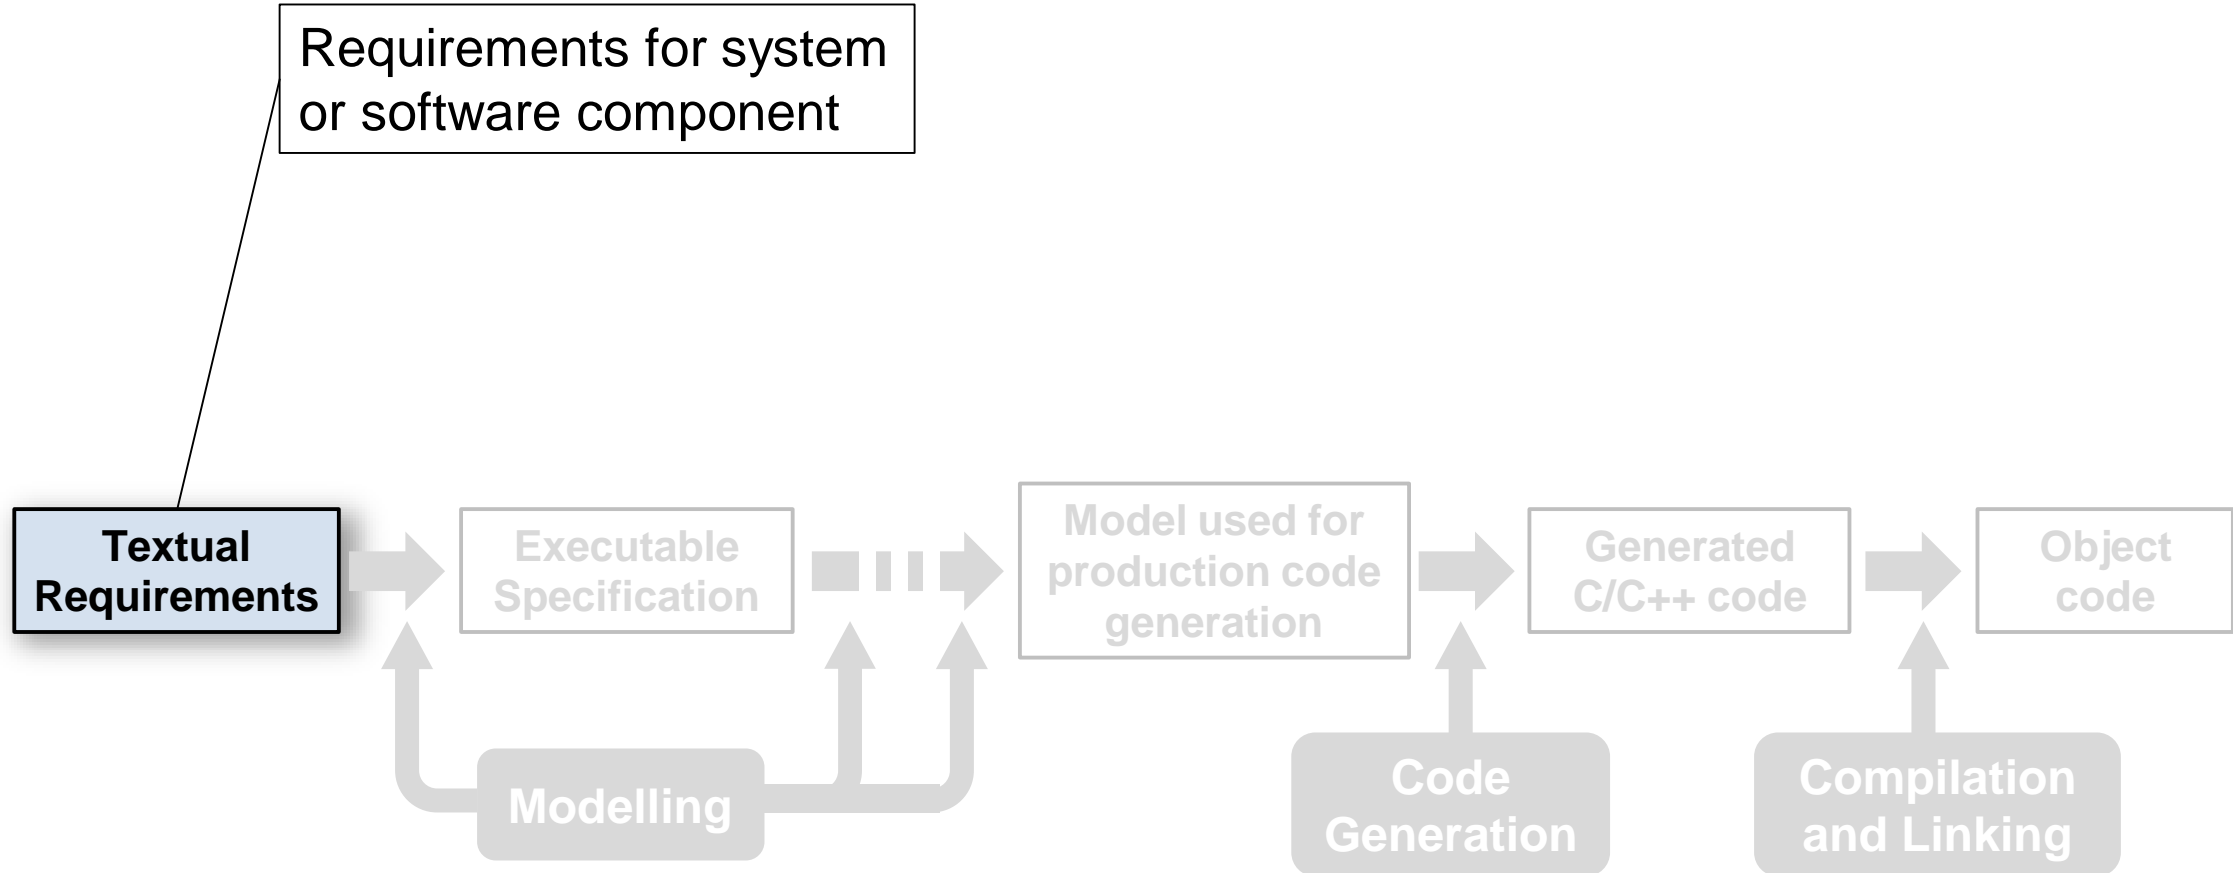 Requirements for system
or software component
Textual
Requirements
Executable
Specification
Model used for
production code
generation
Generated
C/C++ code
Object
code
Modelling
Code
Generation
Compilation
and Linking